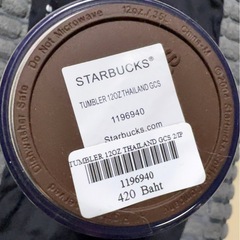 Do Not Microwave
12oz/
Dishwasher Safe
STARBUCKS®
TUMBLER 12OZ THAILAND GCS
1196940
Starbucks.com
TUMBLER 12OZ THAILAND GCS 2/IP
1196940
420 Baht